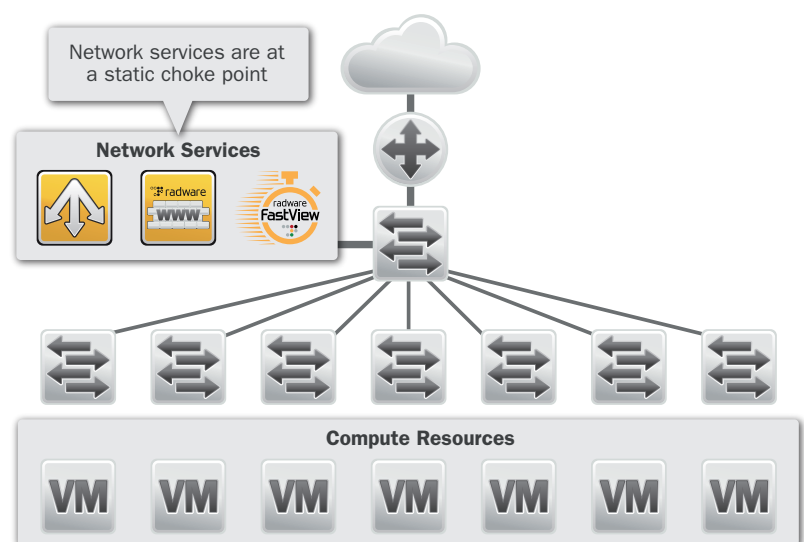 Network services are at
a static choke point
Network Services
radware
www
radware
FastView
Compute Resources
VM VM VM VM VM VM VM